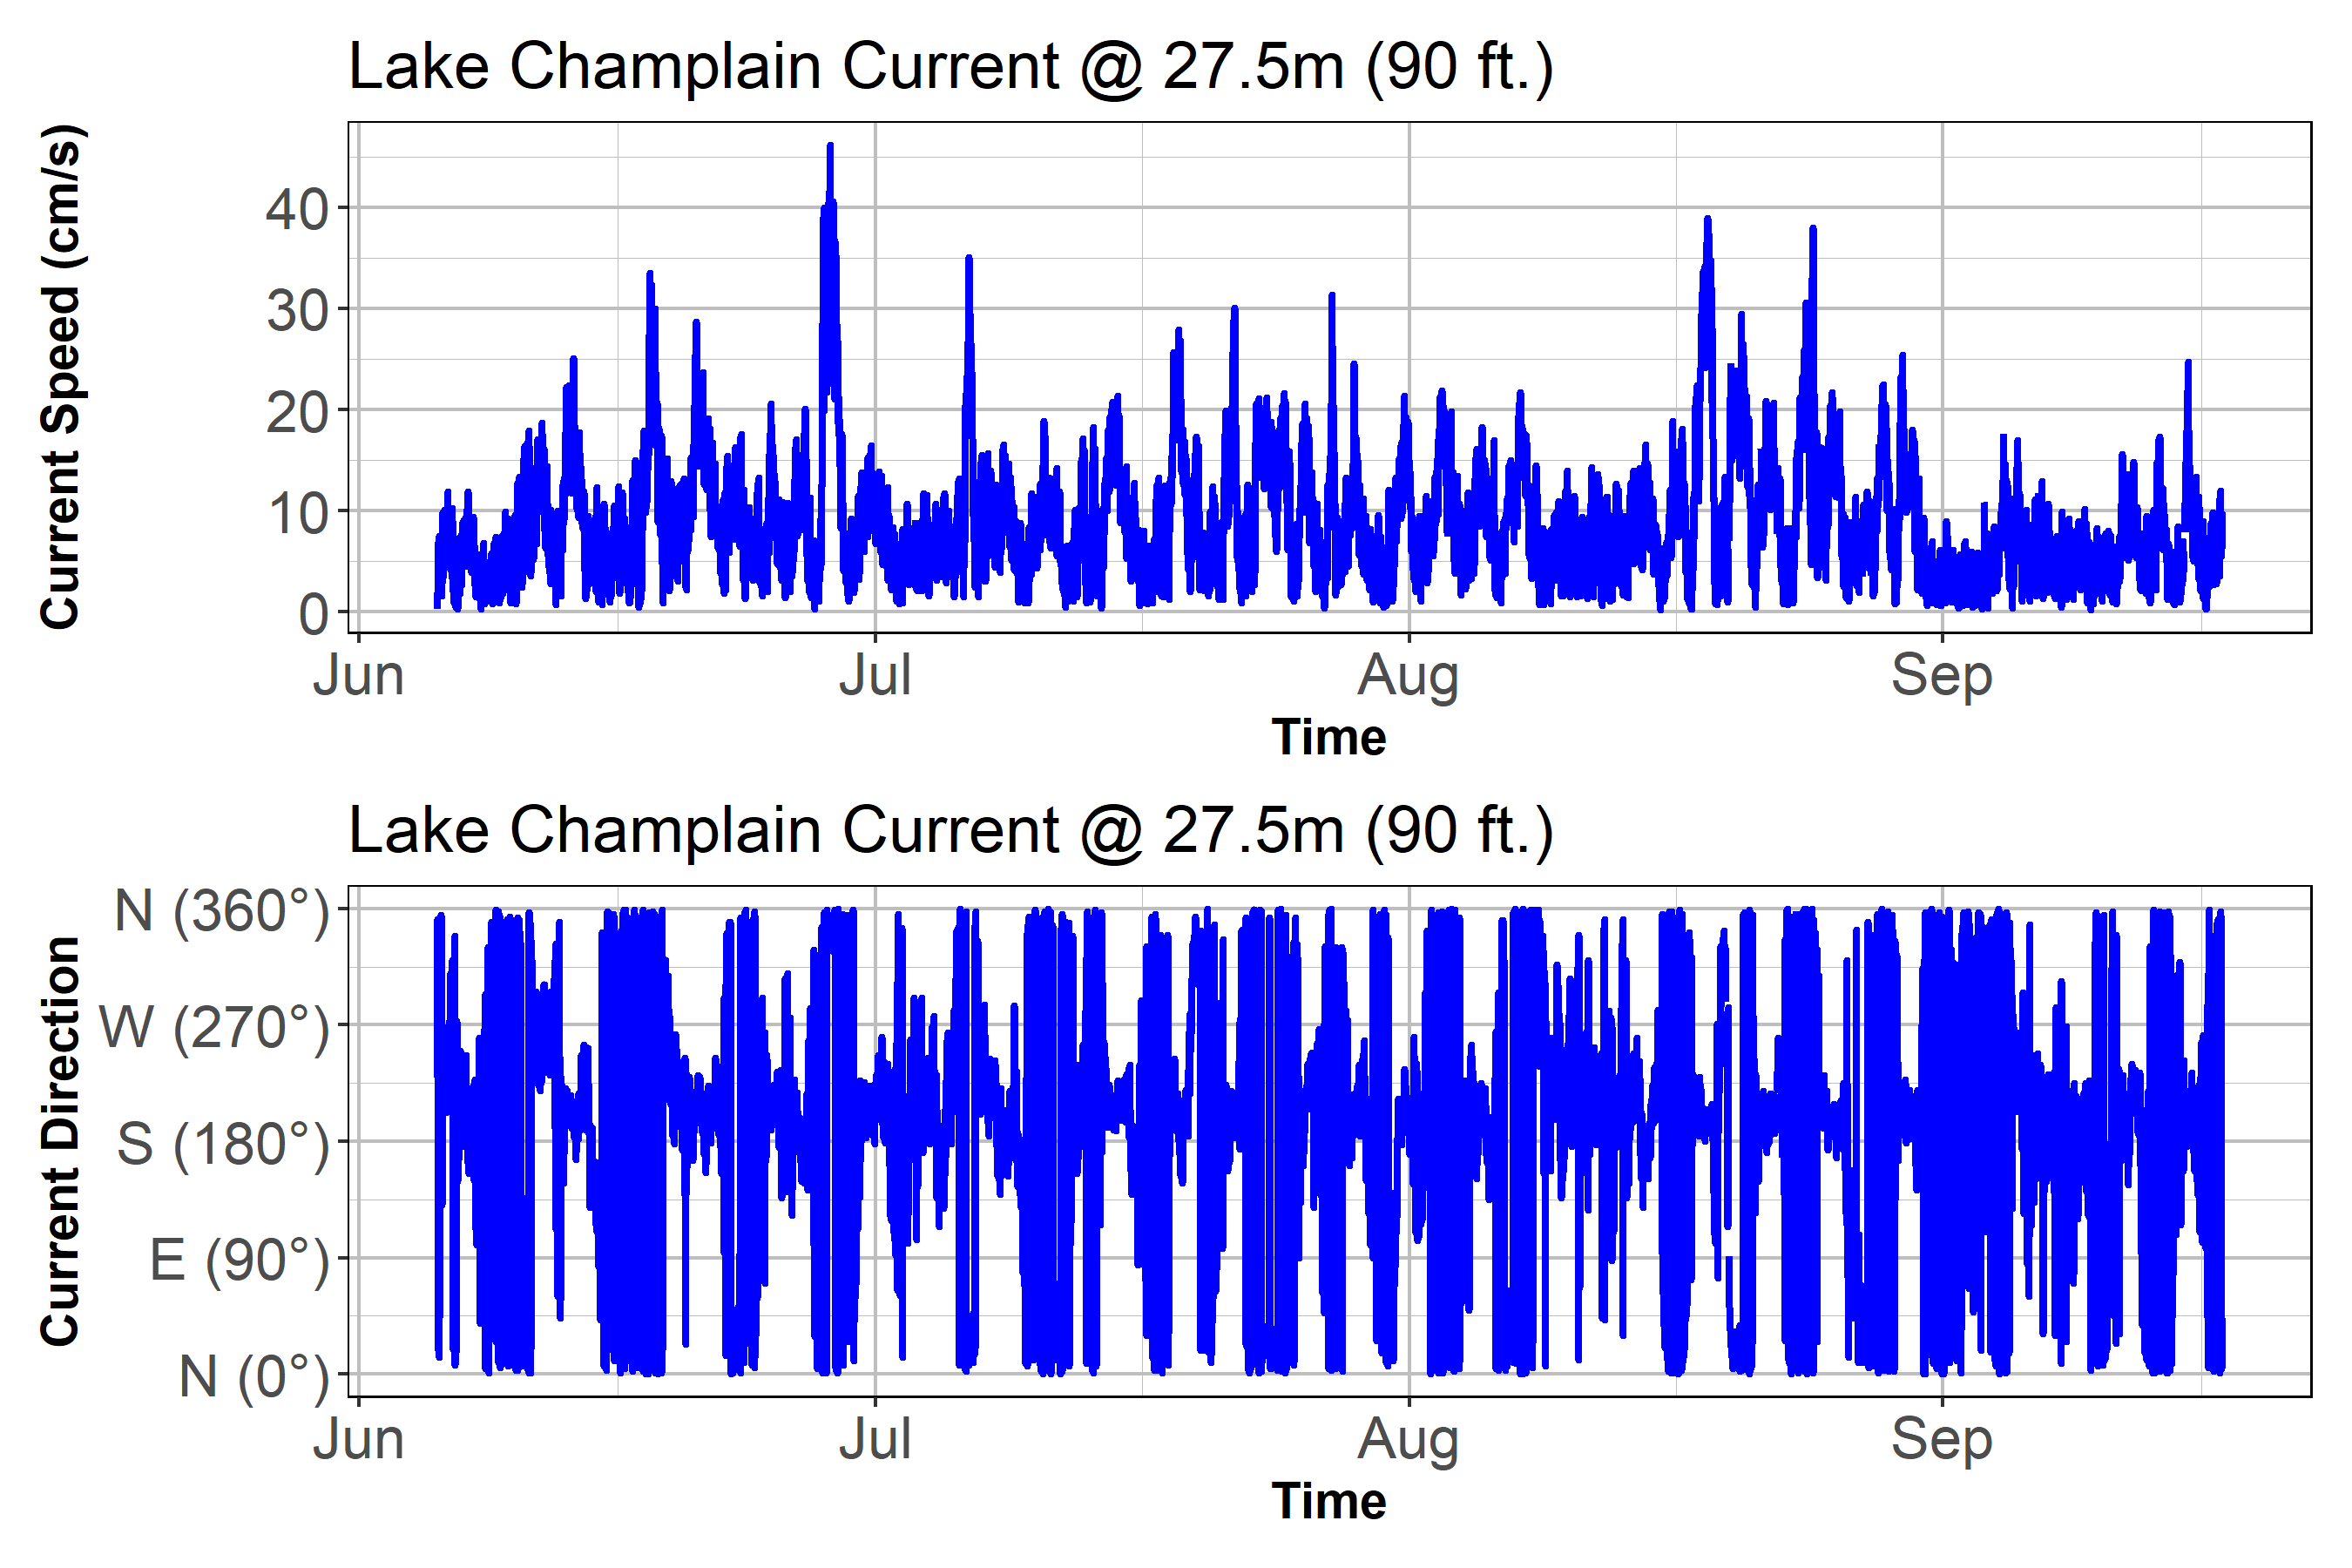 Lake Champlain Current @ 27.5m (90 ft.)
Current Speed (cm/s)
40
30
20
10
0
Jun Jul Aug Sep
Time
Lake Champlain Current @ 27.5m (90 ft.)
Current Direction
N (360°)
W (270°)
S (180°)
E (90°)
N (0°)
Jun Jul Aug Sep
Time